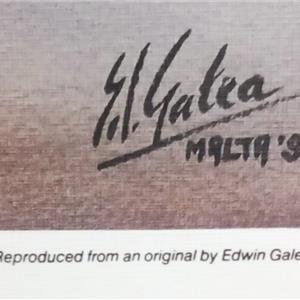 E. Galea
MALTA'S
Reproduced from an original by Edwin Gale